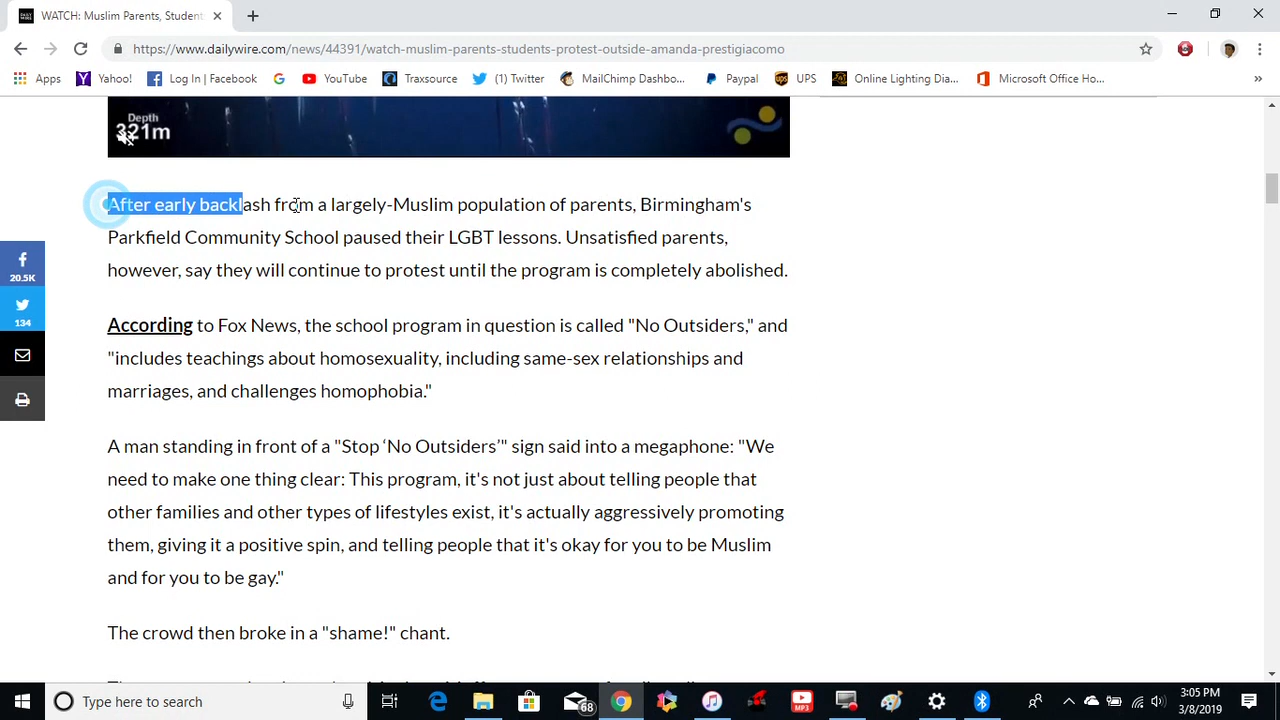 WATCH: Muslim Parents, Student
https://www.dailywire.com/news/44391/watch-muslim-parents-students-protest-outside-amanda-prestigiacomo
Apps Yahoo! Log In | Facebook YouTube Traxsource (1) Twitter MailChimp Dashbo... Paypal UPS Online Lighting Dia... Microsoft Office Ho... »
Depth
321m
After early backlash from a largely-Muslim population of parents, Birmingham's
Parkfield Community School paused their LGBT lessons. Unsatisfied parents,
however, say they will continue to protest until the program is completely abolished.
20.5K
134
According to Fox News, the school program in question is called "No Outsiders," and
"includes teachings about homosexuality, including same-sex relationships and
marriages, and challenges homophobia."
A man standing in front of a "Stop ‘No Outsiders’" sign said into a megaphone: "We
need to make one thing clear: This program, it's not just about telling people that
other families and other types of lifestyles exist, it's actually aggressively promoting
them, giving it a positive spin, and telling people that it's okay for you to be Muslim
and for you to be gay."
The crowd then broke in a "shame!" chant.
Type here to search
68
MP3
3:05 PM
3/8/2019